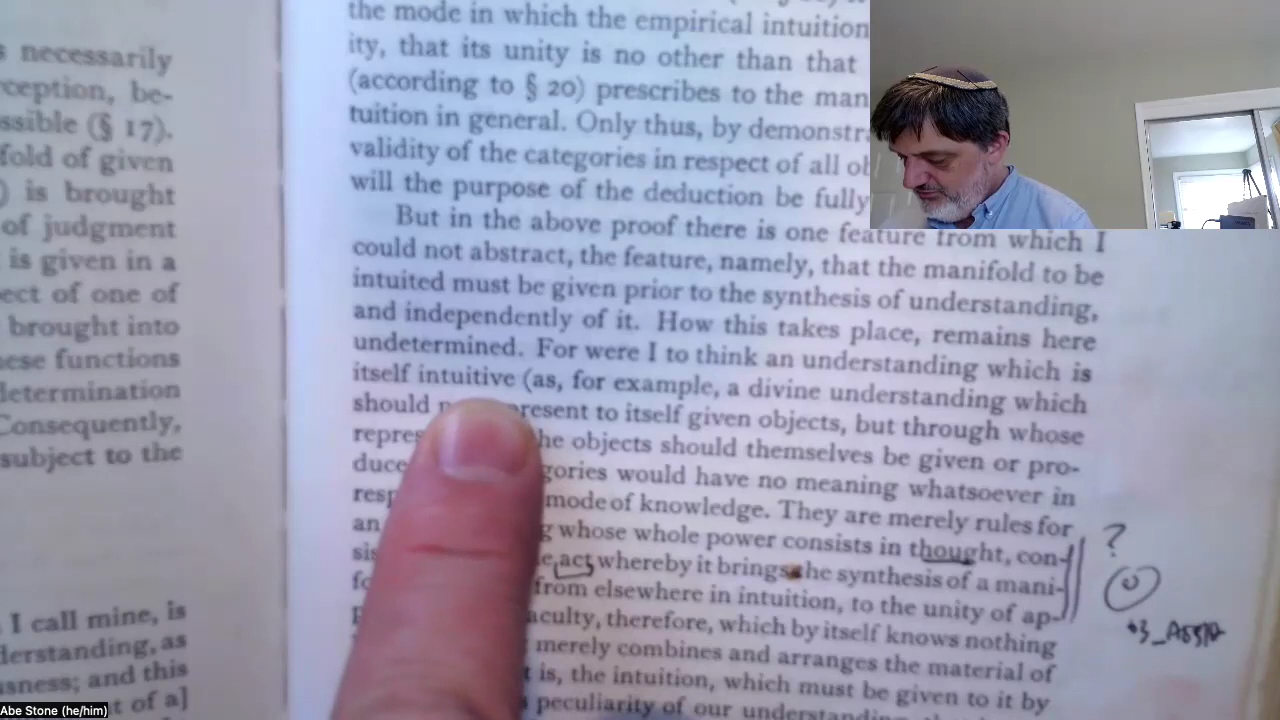 s necessarily
ception, be-
ssible (§ 17).
fold of given
) is brought
of judgment
is given in a
ect of one of
brought into
nese functions
determination
Consequently,
subject to the
I call mine, is
derstanding, as
usness; and this
t of a]
the mode in which the empirical intuition
ity, that its unity is no other than that
(according to § 20) prescribes to the man
tuition in general. Only thus, by demonstra
validity of the categories in respect of all ob
will the purpose of the deduction be fully
But in the above proof there is one feature from which I
could not abstract, the feature, namely, that the manifold to be
intuited must be given prior to the synthesis of understanding,
and independently of it. How this takes place, remains here
undetermined. For were I to think an understanding which is
itself intuitive (as, for example, a divine understanding which
should present to itself given objects, but through whose
repres he objects should themselves be given or pro-
duce gories would have no meaning whatsoever in
resp mode of knowledge. They are merely rules for
an g whose whole power consists in thought, con-
sis e act whereby it brings the synthesis of a mani-
fo from elsewhere in intuition, to the unity of ap-
p aculty, therefore, which by itself knows nothing
merely combines and arranges the material of
t is, the intuition, which must be given to it by
peculiarity of our understanding,
?
Abe Stone (he/him)